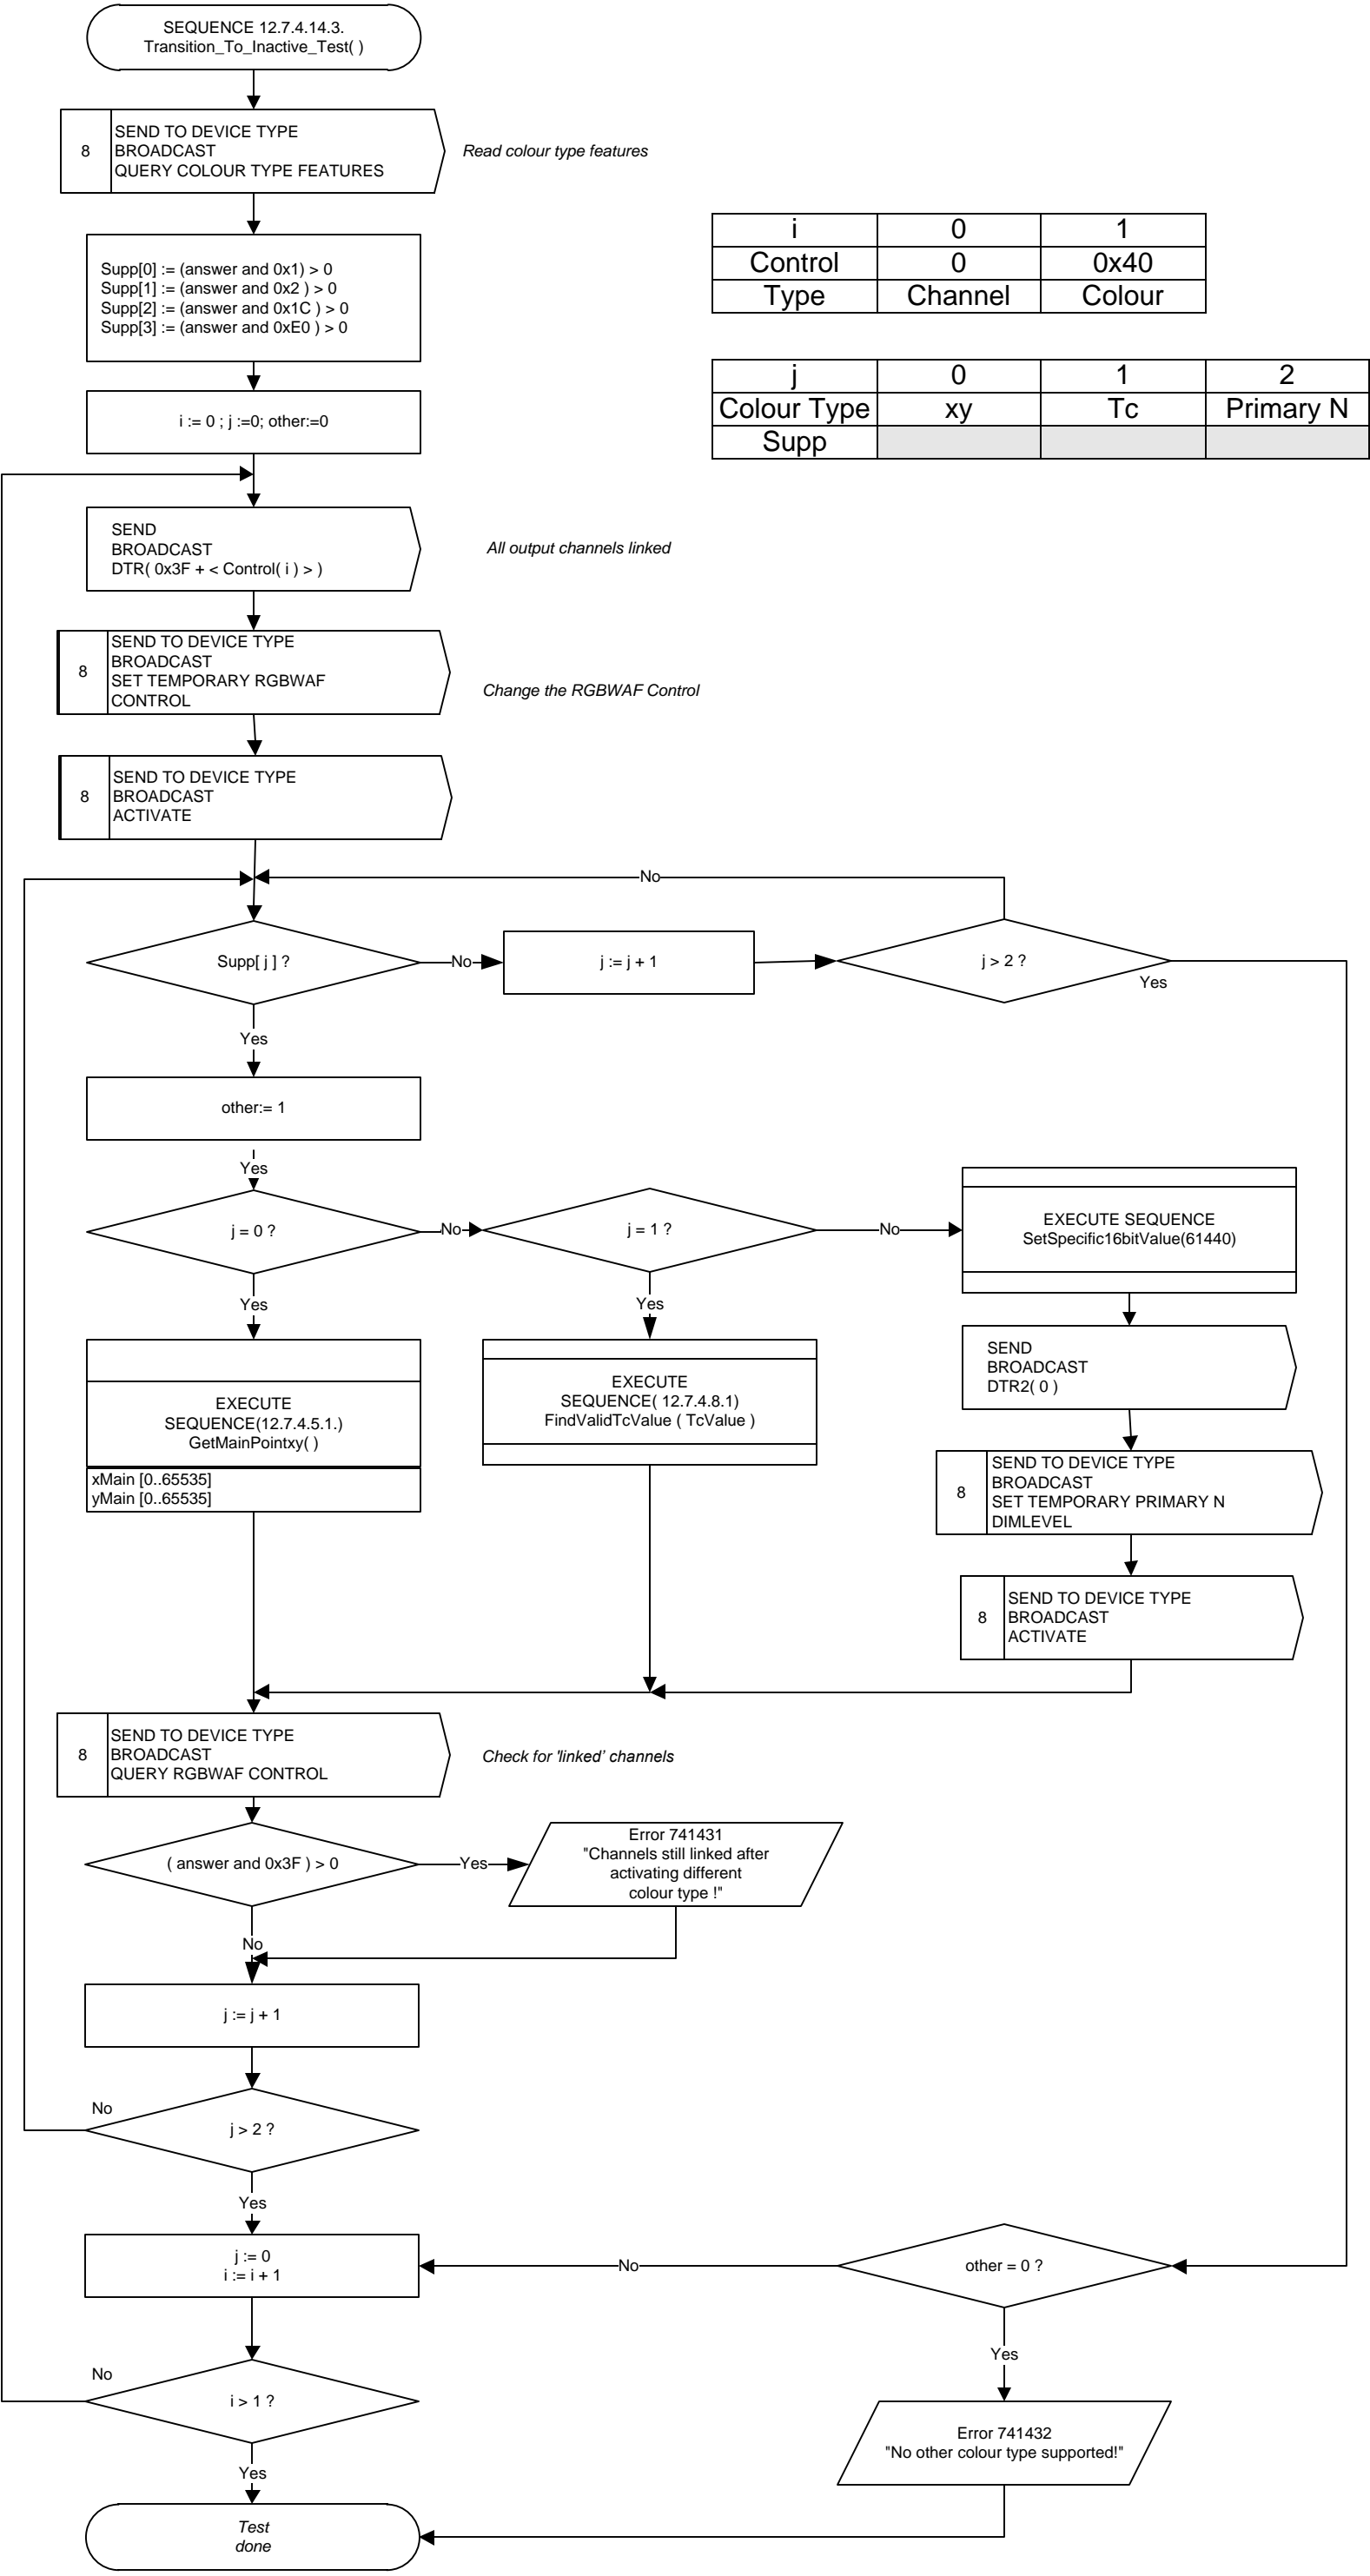 SEQUENCE 12.7.4.14.3.
Transition_To_Inactive_Test( )
8
SEND TO DEVICE TYPE
BROADCAST
QUERY COLOUR TYPE FEATURES
Read colour type features
Supp[0] := (answer and 0x1) > 0
Supp[1] := (answer and 0x2 ) > 0
Supp[2] := (answer and 0x1C ) > 0
Supp[3] := (answer and 0xE0 ) > 0
i 0 1
Control 0 0x40
Type Channel Colour
j 0 1 2
Colour Type xy Tc Primary N
Supp
i := 0 ; j :=0; other:=0
SEND
BROADCAST
DTR( 0x3F + < Control( i ) > )
All output channels linked
8
SEND TO DEVICE TYPE
BROADCAST
SET TEMPORARY RGBWAF
CONTROL
Change the RGBWAF Control
8
SEND TO DEVICE TYPE
BROADCAST
ACTIVATE
No
Supp[ j ] ?
No
j := j + 1
j > 2 ?
Yes
Yes
other:= 1
Yes
j = 0 ?
No
j = 1 ?
No
EXECUTE SEQUENCE
SetSpecific16bitValue(61440)
Yes
Yes
EXECUTE
SEQUENCE(12.7.4.5.1.)
GetMainPointxy( )
xMain [0..65535]
yMain [0..65535]
EXECUTE
SEQUENCE( 12.7.4.8.1)
FindValidTcValue ( TcValue )
SEND
BROADCAST
DTR2( 0 )
8
SEND TO DEVICE TYPE
BROADCAST
SET TEMPORARY PRIMARY N
DIMLEVEL
8
SEND TO DEVICE TYPE
BROADCAST
ACTIVATE
8
SEND TO DEVICE TYPE
BROADCAST
QUERY RGBWAF CONTROL
Check for 'linked' channels
( answer and 0x3F ) > 0
Yes
Error 741431
"Channels still linked after
activating different
colour type !"
No
j := j + 1
No
j > 2 ?
Yes
j := 0
i := i + 1
No
other = 0 ?
Yes
No
i > 1 ?
Error 741432
"No other colour type supported!"
Yes
Test
done